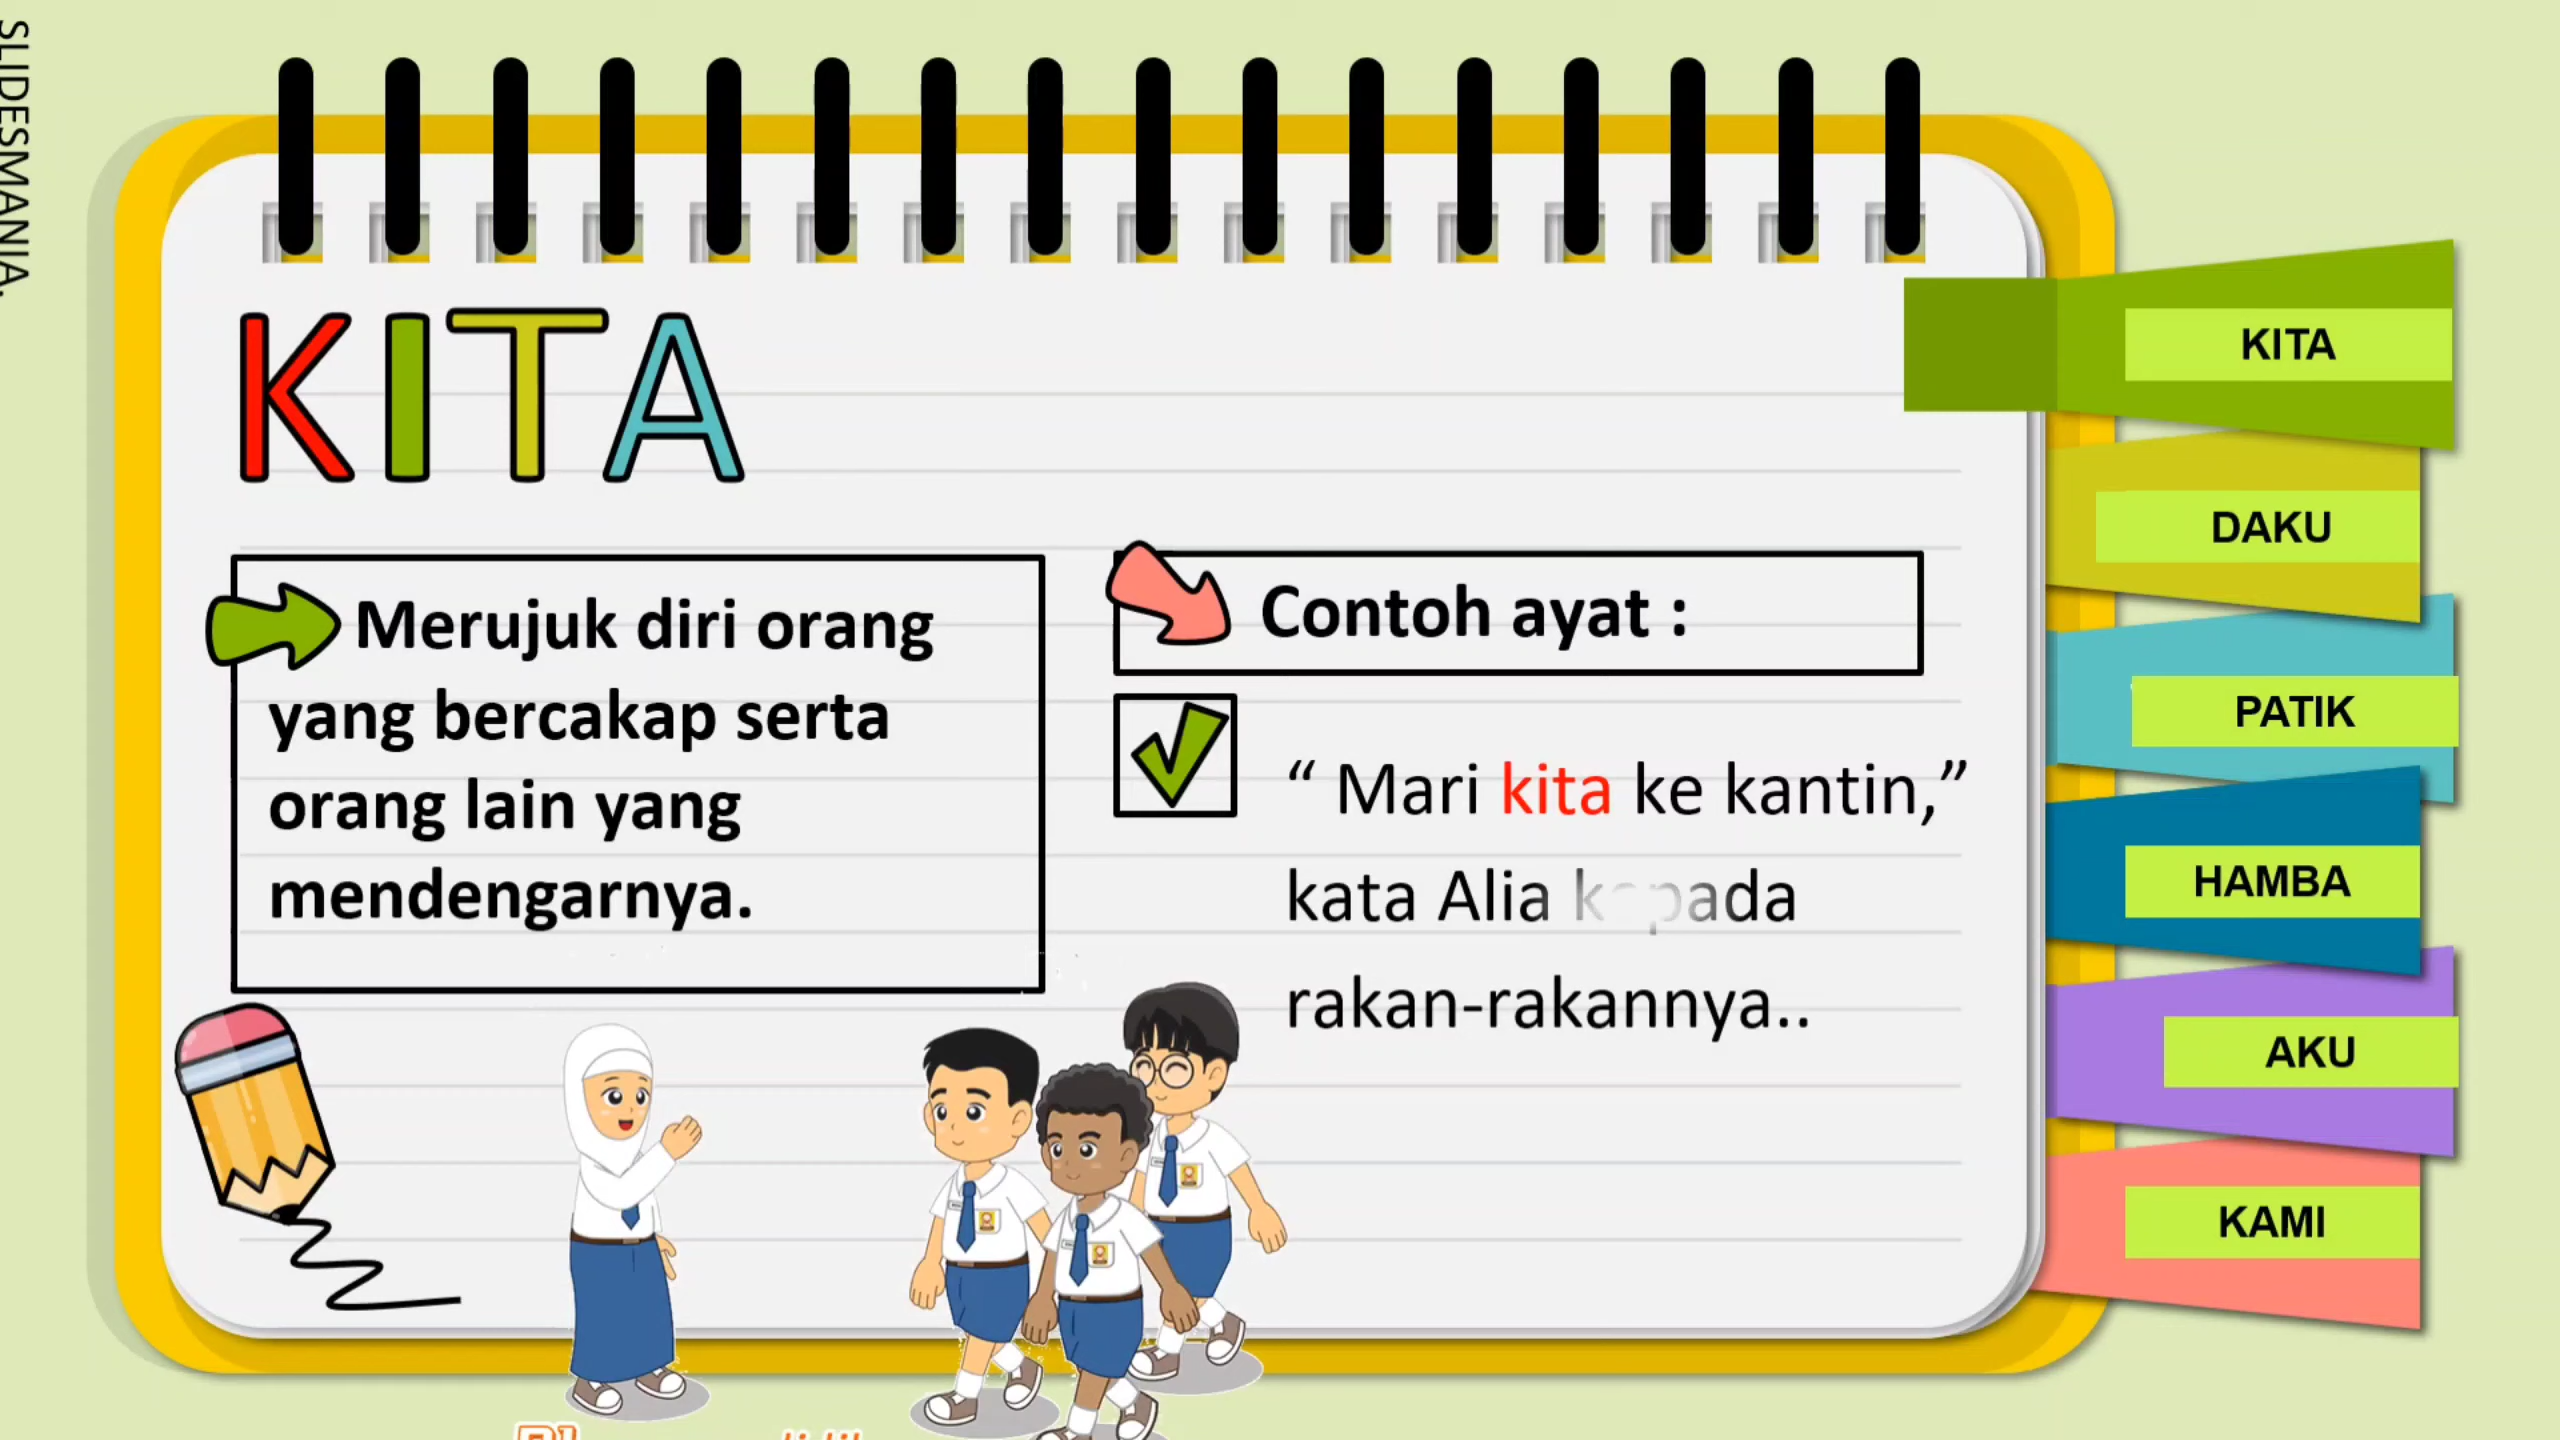 SLIDESMANIA.
KITA
Merujuk diri orang
yang bercakap serta
orang lain yang
mendengarnya.
Contoh ayat :
“ Mari kita ke kantin,”
kata Alia kepada
rakan-rakannya..
KITA
DAKU
PATIK
HAMBA
AKU
KAMI